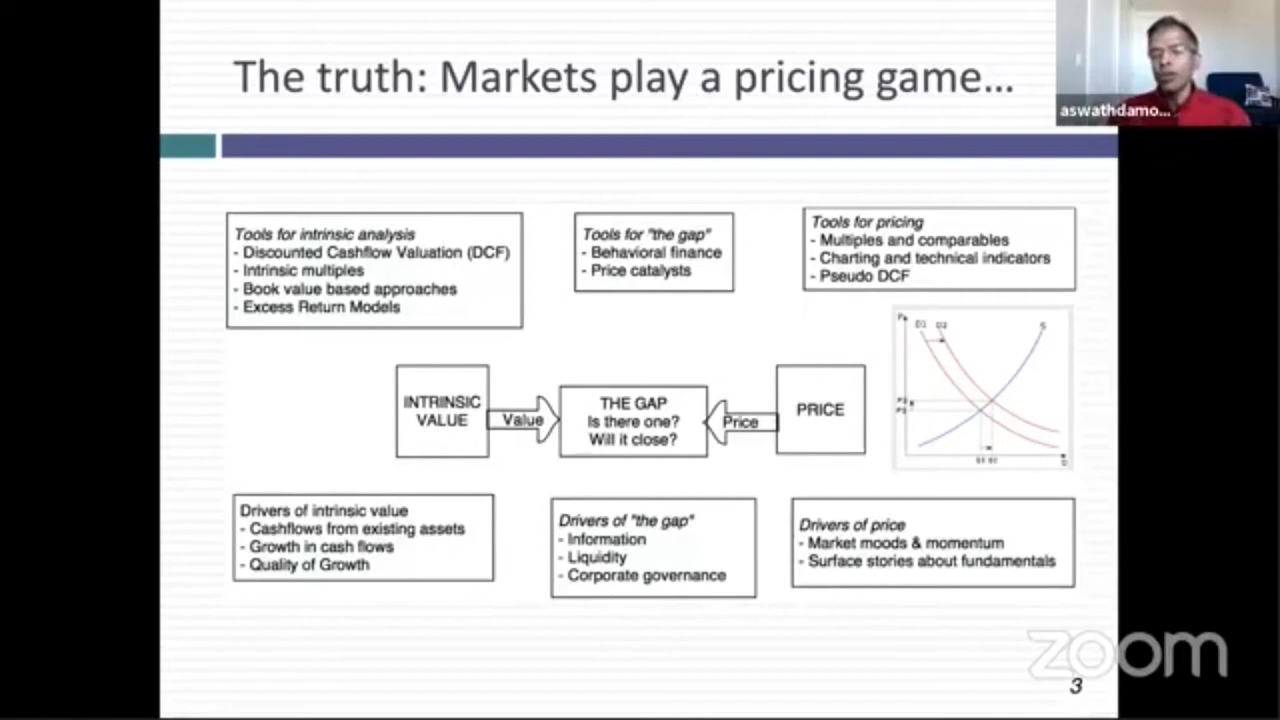 The truth: Markets play a pricing game...
aswathdamo...
Tools for intrinsic analysis
- Discounted Cashflow Valuation (DCF)
- Intrinsic multiples
- Book value based approaches
- Excess Return Models
Tools for "the gap"
- Behavioral finance
- Price catalysts
Tools for pricing
- Multiples and comparables
- Charting and technical indicators
- Pseudo DCF
D1 D2 S
INTRINSIC
VALUE
Value
THE GAP
Is there one?
Will it close?
Price
PRICE
Drivers of intrinsic value
- Cashflows from existing assets
- Growth in cash flows
- Quality of Growth
Drivers of "the gap"
- Information
- Liquidity
- Corporate governance
Drivers of price
- Market moods & momentum
- Surface stories about fundamentals
zoom
3